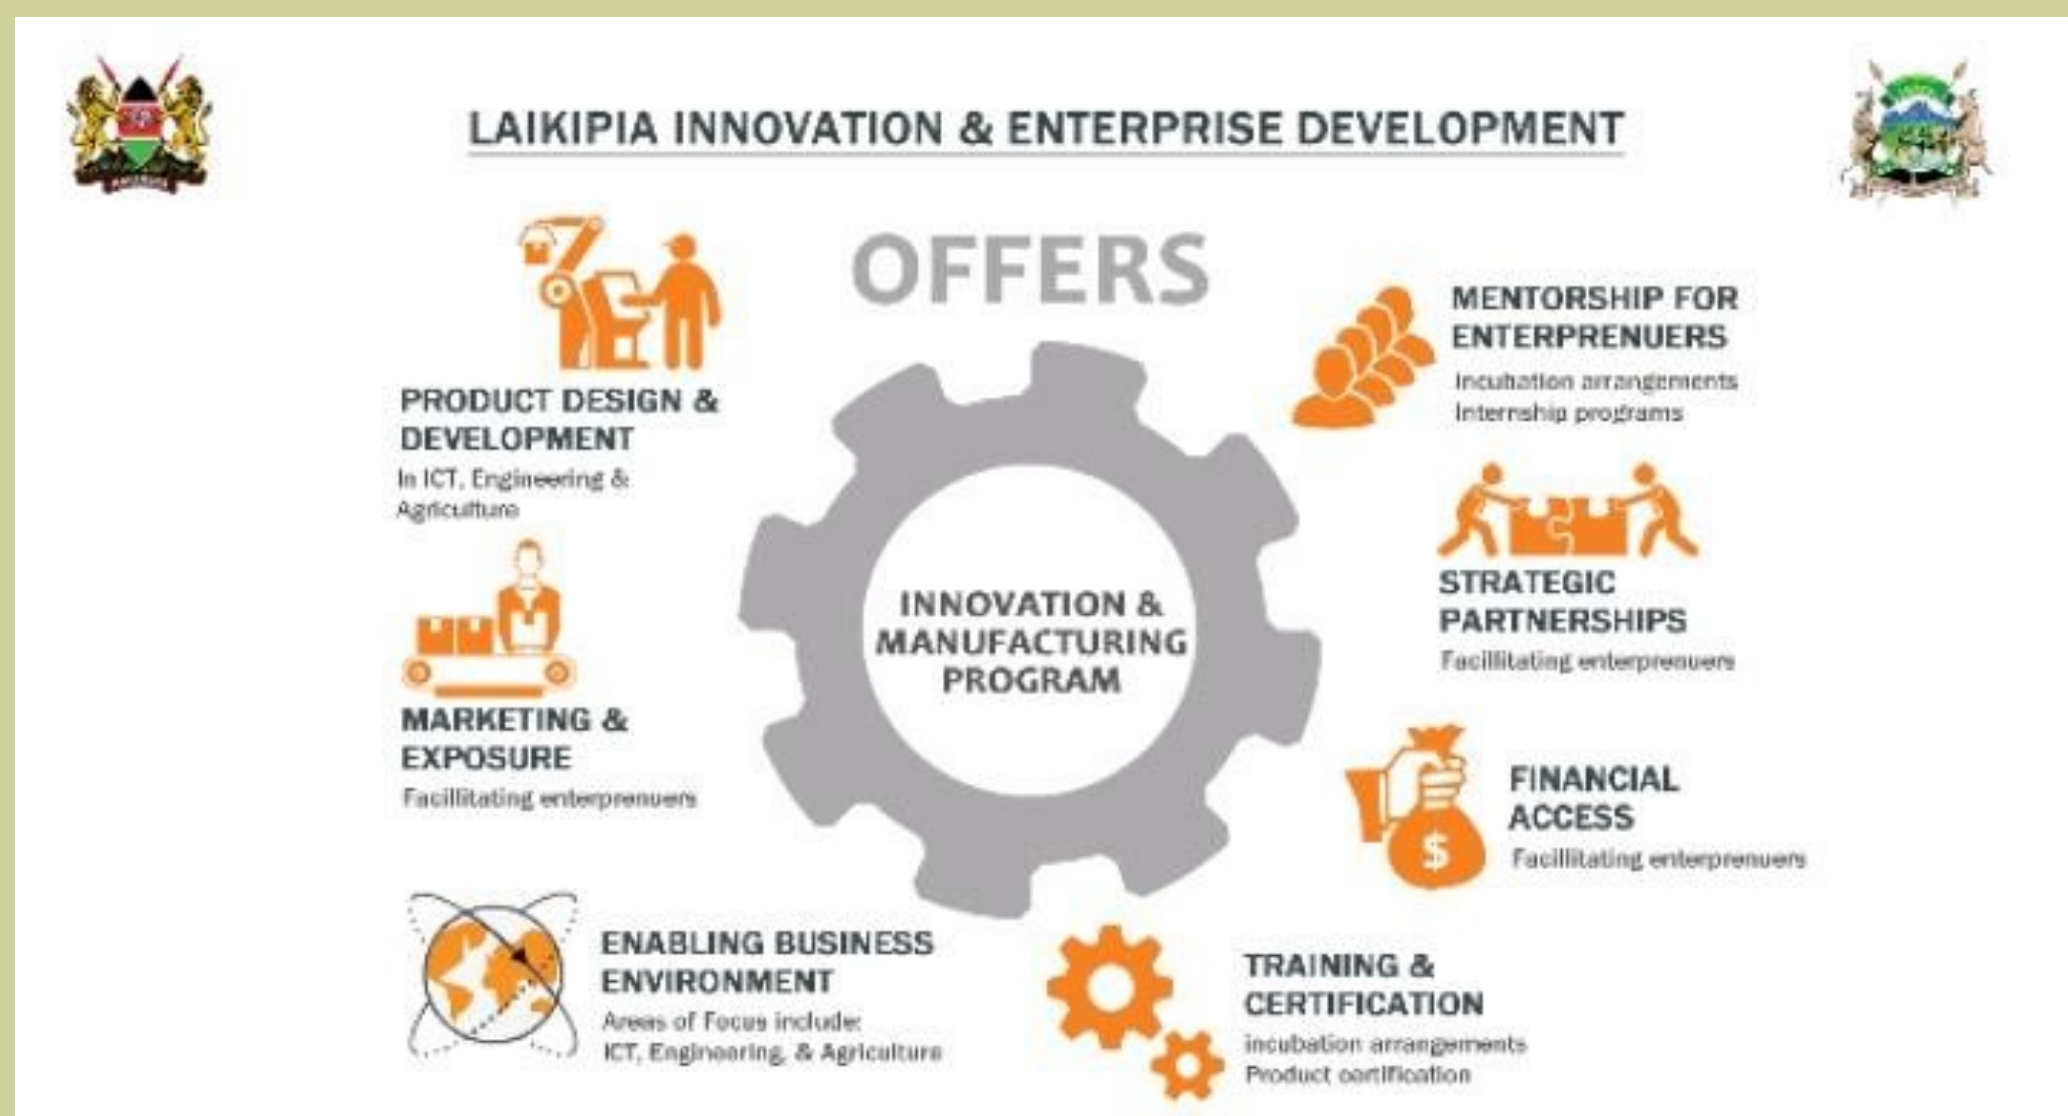 LAIKIPIA INNOVATION & ENTERPRISE DEVELOPMENT
OFFERS
PRODUCT DESIGN &
DEVELOPMENT
In ICT, Engineering &
Agriculture
MARKETING &
EXPOSURE
Facillitating enterprenuers
ENABLING BUSINESS
ENVIRONMENT
Areas of Focus include:
ICT, Engineering, & Agriculture
INNOVATION &
MANUFACTURING
PROGRAM
MENTORSHIP FOR
ENTERPRENUERS
Incubation arrangements
Internship programs
STRATEGIC
PARTNERSHIPS
Facillitating enterprenuers
FINANCIAL
ACCESS
Facillitating enterprenuers
$
TRAINING &
CERTIFICATION
incubation arrangements
Product certification